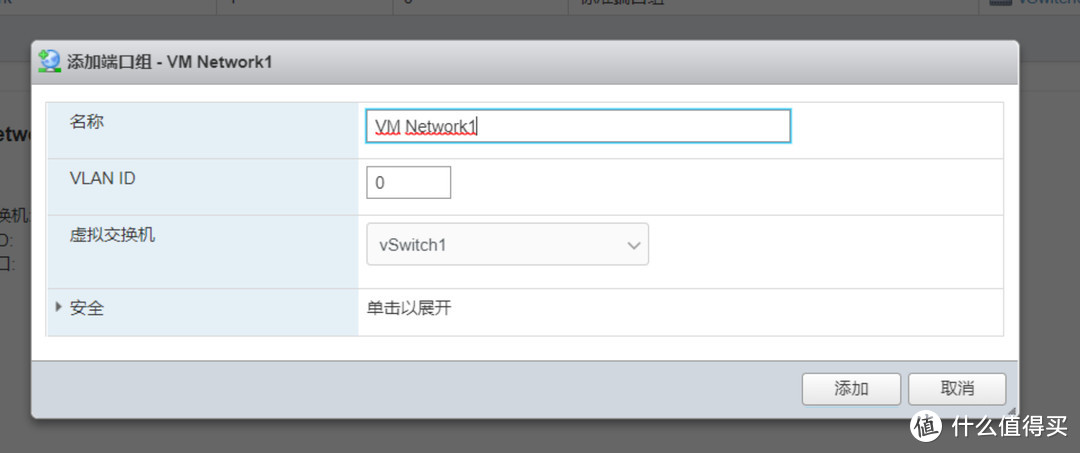 添加端口组 - VM Network1
名称
VM Network1
VLAN ID
0
虚拟交换机
vSwitch1
安全
单击以展开
添加
取消
值 什么值得买